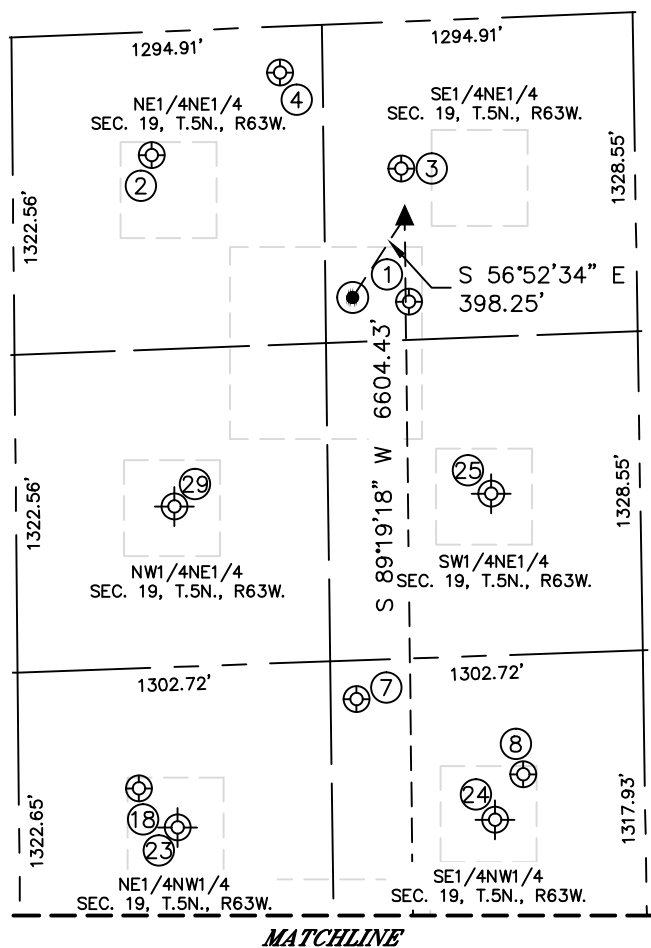 1294.91'
1294.91'
4
NE1/4NE1/4
SEC. 19, T.5N., R63W.
SE1/4NE1/4
SEC. 19, T.5N., R63W.
2
3
1322.56'
1328.55'
1
S 56°52'34" E
398.25'
S 89°19'18" W 6604.43'
29
25
1322.56'
1328.55'
NW1/4NE1/4
SEC. 19, T.5N., R63W.
SW1/4NE1/4
SEC. 19, T.5N., R63W.
1302.72'
1302.72'
7
8
18
23
24
1322.65'
1317.93'
NE1/4NW1/4
SEC. 19, T.5N., R63W.
SE1/4NW1/4
SEC. 19, T.5N., R63W.
MATCHLINE